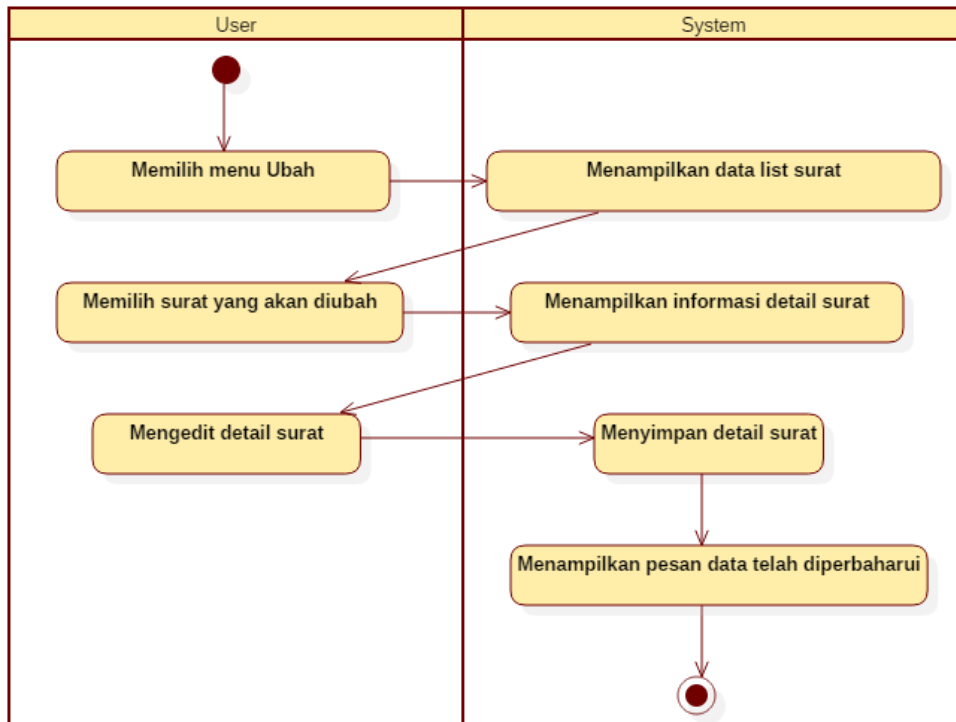 User
System
Memilih menu Ubah
Menampilkan data list surat
Memilih surat yang akan diubah
Menampilkan informasi detail surat
Mengedit detail surat
Menyimpan detail surat
Menampilkan pesan data telah diperbaharui